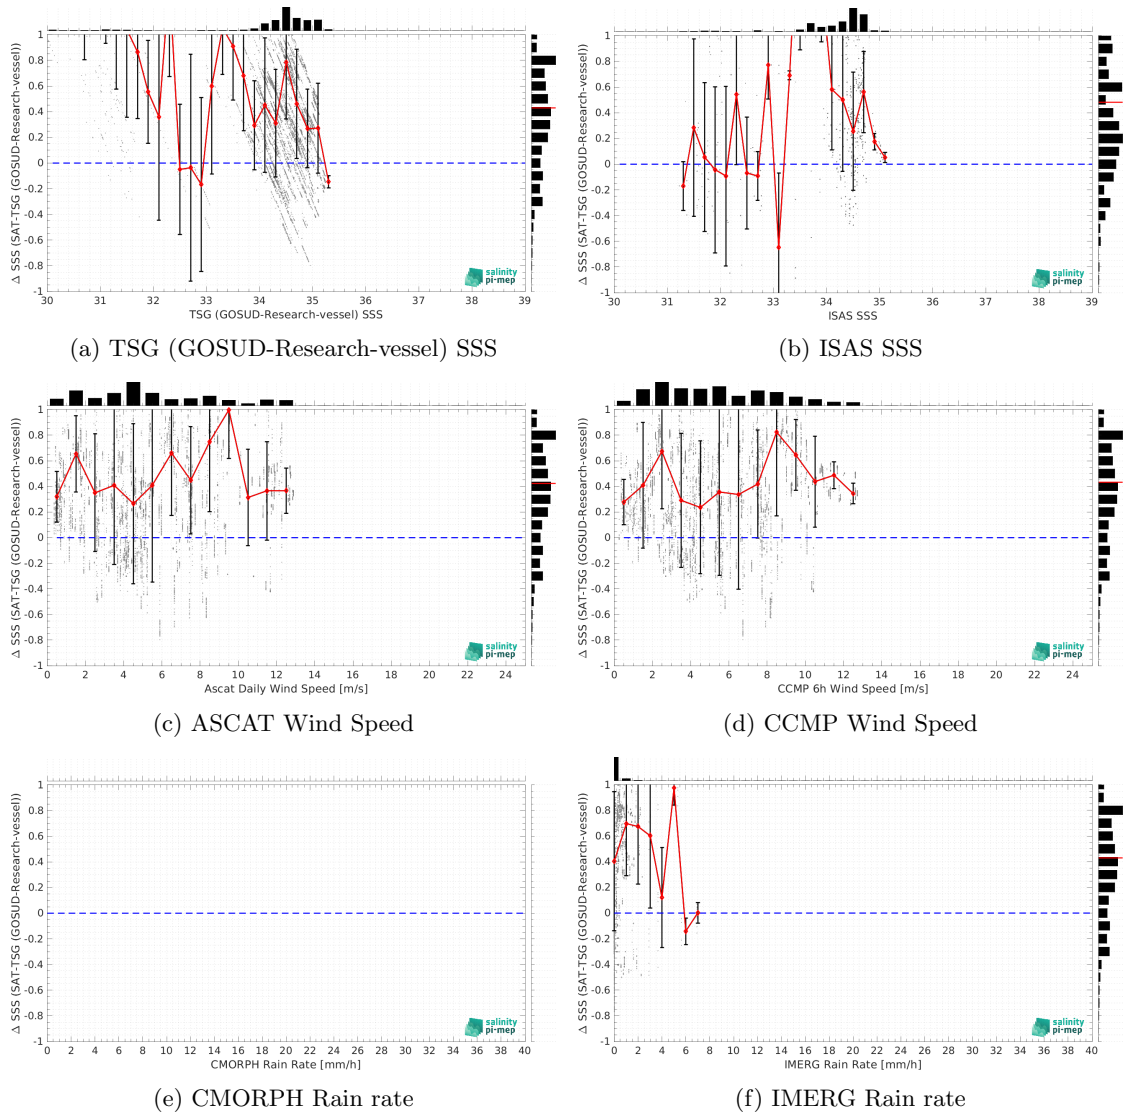 1
0.8
0.6
0.4
0.2
0
-0.2
-0.4
-0.6
-0.8
-1
Δ SSS (SAT-TSG (GOSUD-Research-vessel))
30 31 32 33 34 35 36 37 38 39
TSG (GOSUD-Research-vessel) SSS
salinity
pi-mep
(a) TSG (GOSUD-Research-vessel) SSS
1
0.8
0.6
0.4
0.2
0
-0.2
-0.4
-0.6
-0.8
-1
Δ SSS (SAT-TSG (GOSUD-Research-vessel))
30 31 32 33 34 35 36 37 38 39
ISAS SSS
salinity
pi-mep
(b) ISAS SSS
1
0.8
0.6
0.4
0.2
0
-0.2
-0.4
-0.6
-0.8
-1
Δ SSS (SAT-TSG (GOSUD-Research-vessel))
0 2 4 6 8 10 12 14 16 18 20 22 24
Ascat Daily Wind Speed [m/s]
salinity
pi-mep
(c) ASCAT Wind Speed
1
0.8
0.6
0.4
0.2
0
-0.2
-0.4
-0.6
-0.8
-1
Δ SSS (SAT-TSG (GOSUD-Research-vessel))
0 2 4 6 8 10 12 14 16 18 20 22 24
CCMP 6h Wind Speed [m/s]
salinity
pi-mep
(d) CCMP Wind Speed
1
0.8
0.6
0.4
0.2
0
-0.2
-0.4
-0.6
-0.8
-1
Δ SSS (SAT-TSG (GOSUD-Research-vessel))
0 2 4 6 8 10 12 14 16 18 20 22 24 26 28 30 32 34 36 38 40
CMORPH Rain Rate [mm/h]
salinity
pi-mep
(e) CMORPH Rain rate
1
0.8
0.6
0.4
0.2
0
-0.2
-0.4
-0.6
-0.8
-1
Δ SSS (SAT-TSG (GOSUD-Research-vessel))
0 2 4 6 8 10 12 14 16 18 20 22 24 26 28 30 32 34 36 38 40
IMERG Rain Rate [mm/h]
salinity
pi-mep
(f) IMERG Rain rate